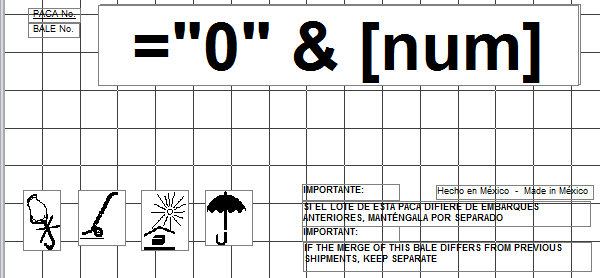 PACA No.
BALE No.
="0" & [num]
IMPORTANTE:
Hecho en México - Made in México
SI EL LOTE DE ESTA PACA DIFIERE DE EMBARQUES
ANTERIORES, MANTÉNGALA POR SEPARADO
IMPORTANT:
IF THE MERGE OF THIS BALE DIFFERS FROM PREVIOUS
SHIPMENTS, KEEP SEPARATE